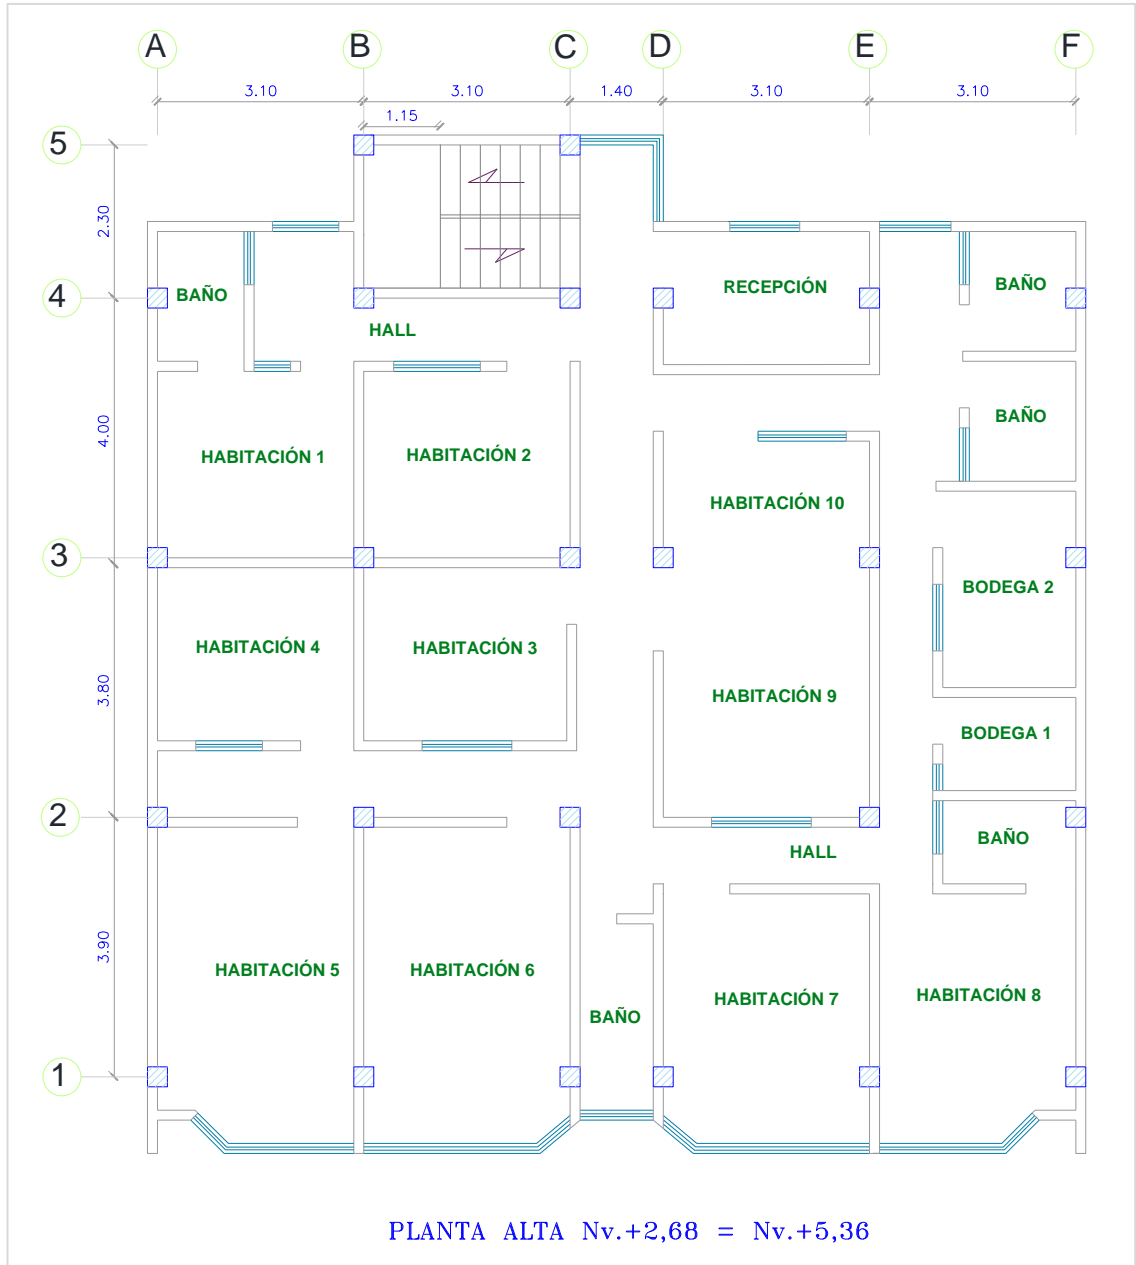 A B C D E F
3.10 3.10 1.40 3.10 3.10
1.15
5
2.30
4
BAÑO
RECEPCIÓN
BAÑO
HALL
4.00
BAÑO
HABITACIÓN 1
HABITACIÓN 2
HABITACIÓN 10
3
BODEGA 2
HABITACIÓN 4
HABITACIÓN 3
3.80
HABITACIÓN 9
BODEGA 1
2
HALL
BAÑO
3.90
HABITACIÓN 5
HABITACIÓN 6
HABITACIÓN 7
HABITACIÓN 8
BAÑO
1
PLANTA ALTA Nv.+2,68 = Nv.+5,36